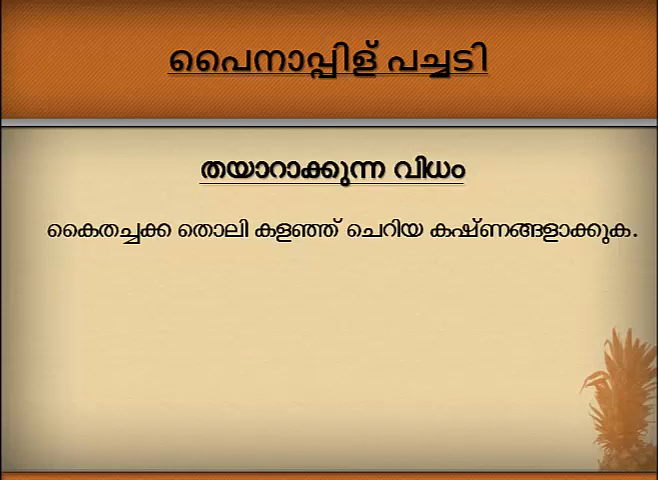 പൈനാപ്പിള് പച്ചടി
തയാറാക്കുന്ന വിധം
കൈതച്ചക്ക തൊലി കളഞ്ഞ് ചെറിയ കഷ്ണങ്ങളാക്കുക.